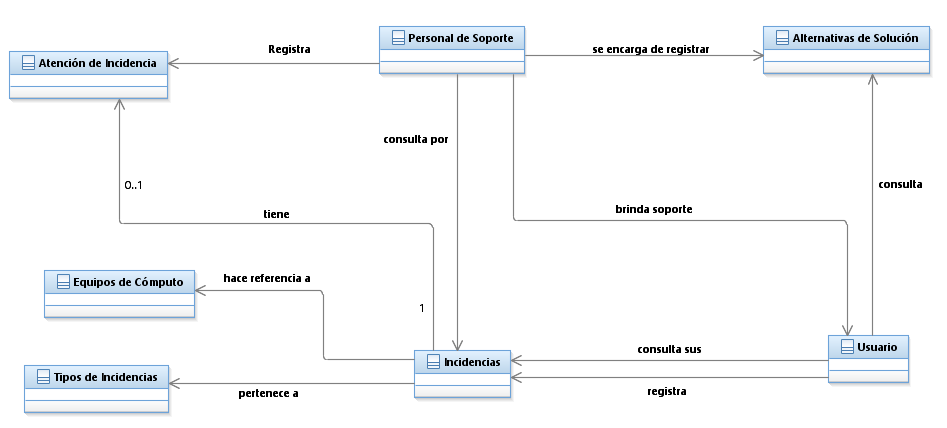 Personal de Soporte
Alternativas de Solución
Registra
se encarga de registrar
Atención de Incidencia
consulta por
0..1
consulta
tiene
brinda soporte
hace referencia a
Equipos de Cómputo
1
Usuario
consulta sus
Incidencias
Tipos de Incidencias
pertenece a
registra